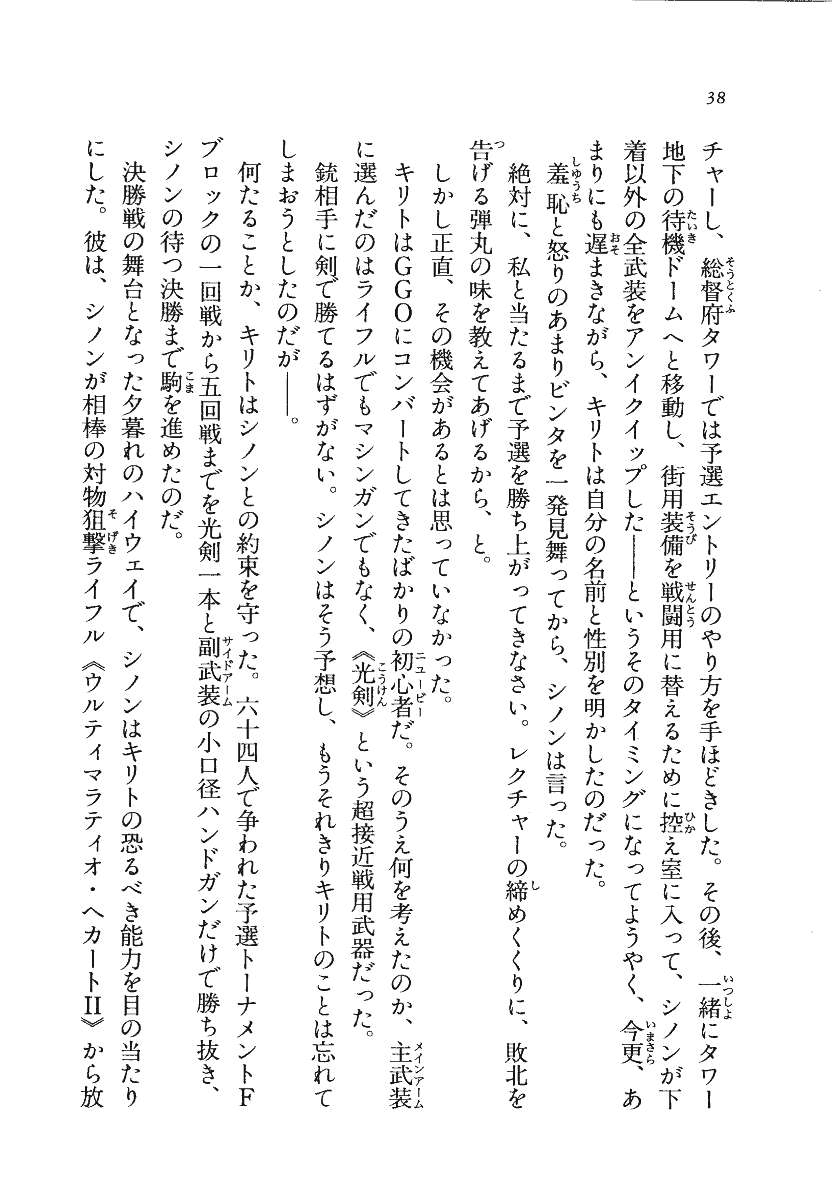 38
チャーし、総督府タワーでは予選エントリーのやり方を手ほどきした。その後、一緒にタワー
地下の待機ドームへと移動し、街用装備を戦闘用に替えるために控え室に入って、シノンが下
着以外の全武装をアンイクイップした――というそのタイミングになってようやく、今更、あ
まりにも遅まきながら、キリトは自分の名前と性別を明かしたのだった。
羞恥と怒りのあまりビンタを一発見舞ってから、シノンは言った。
絶対に、私と当たるまで予選を勝ち上がってきなさい。レクチャーの締めくくりに、敗北を
告げる弾丸の味を教えてあげるから、と。
しかし正直、その機会があるとは思っていなかった。
キリトはGGOにコンバートしてきたばかりの初心者だ。そのうえ何を考えたのか、主武装
に選んだのはライフルでもマシンガンでもなく、《光剣》という超接近戦用武器だった。
銃相手に剣で勝てるはずがない。シノンはそう予想し、もうそれきりキリトのことは忘れて
しまおうとしたのだが――。
何たることか、キリトはシノンとの約束を守った。六十四人で争われた予選トーナメントF
ブロックの一回戦から五回戦までを光剣一本と副武装の小口径ハンドガンだけで勝ち抜き、
シノンの待つ決勝まで駒を進めたのだ。
決勝戦の舞台となった夕暮れのハイウェイで、シノンはキリトの恐るべき能力を目の当たり
にした。彼は、シノンが相棒の対物狙撃ライフル《ウルティマラティオ・ヘカートII》から放